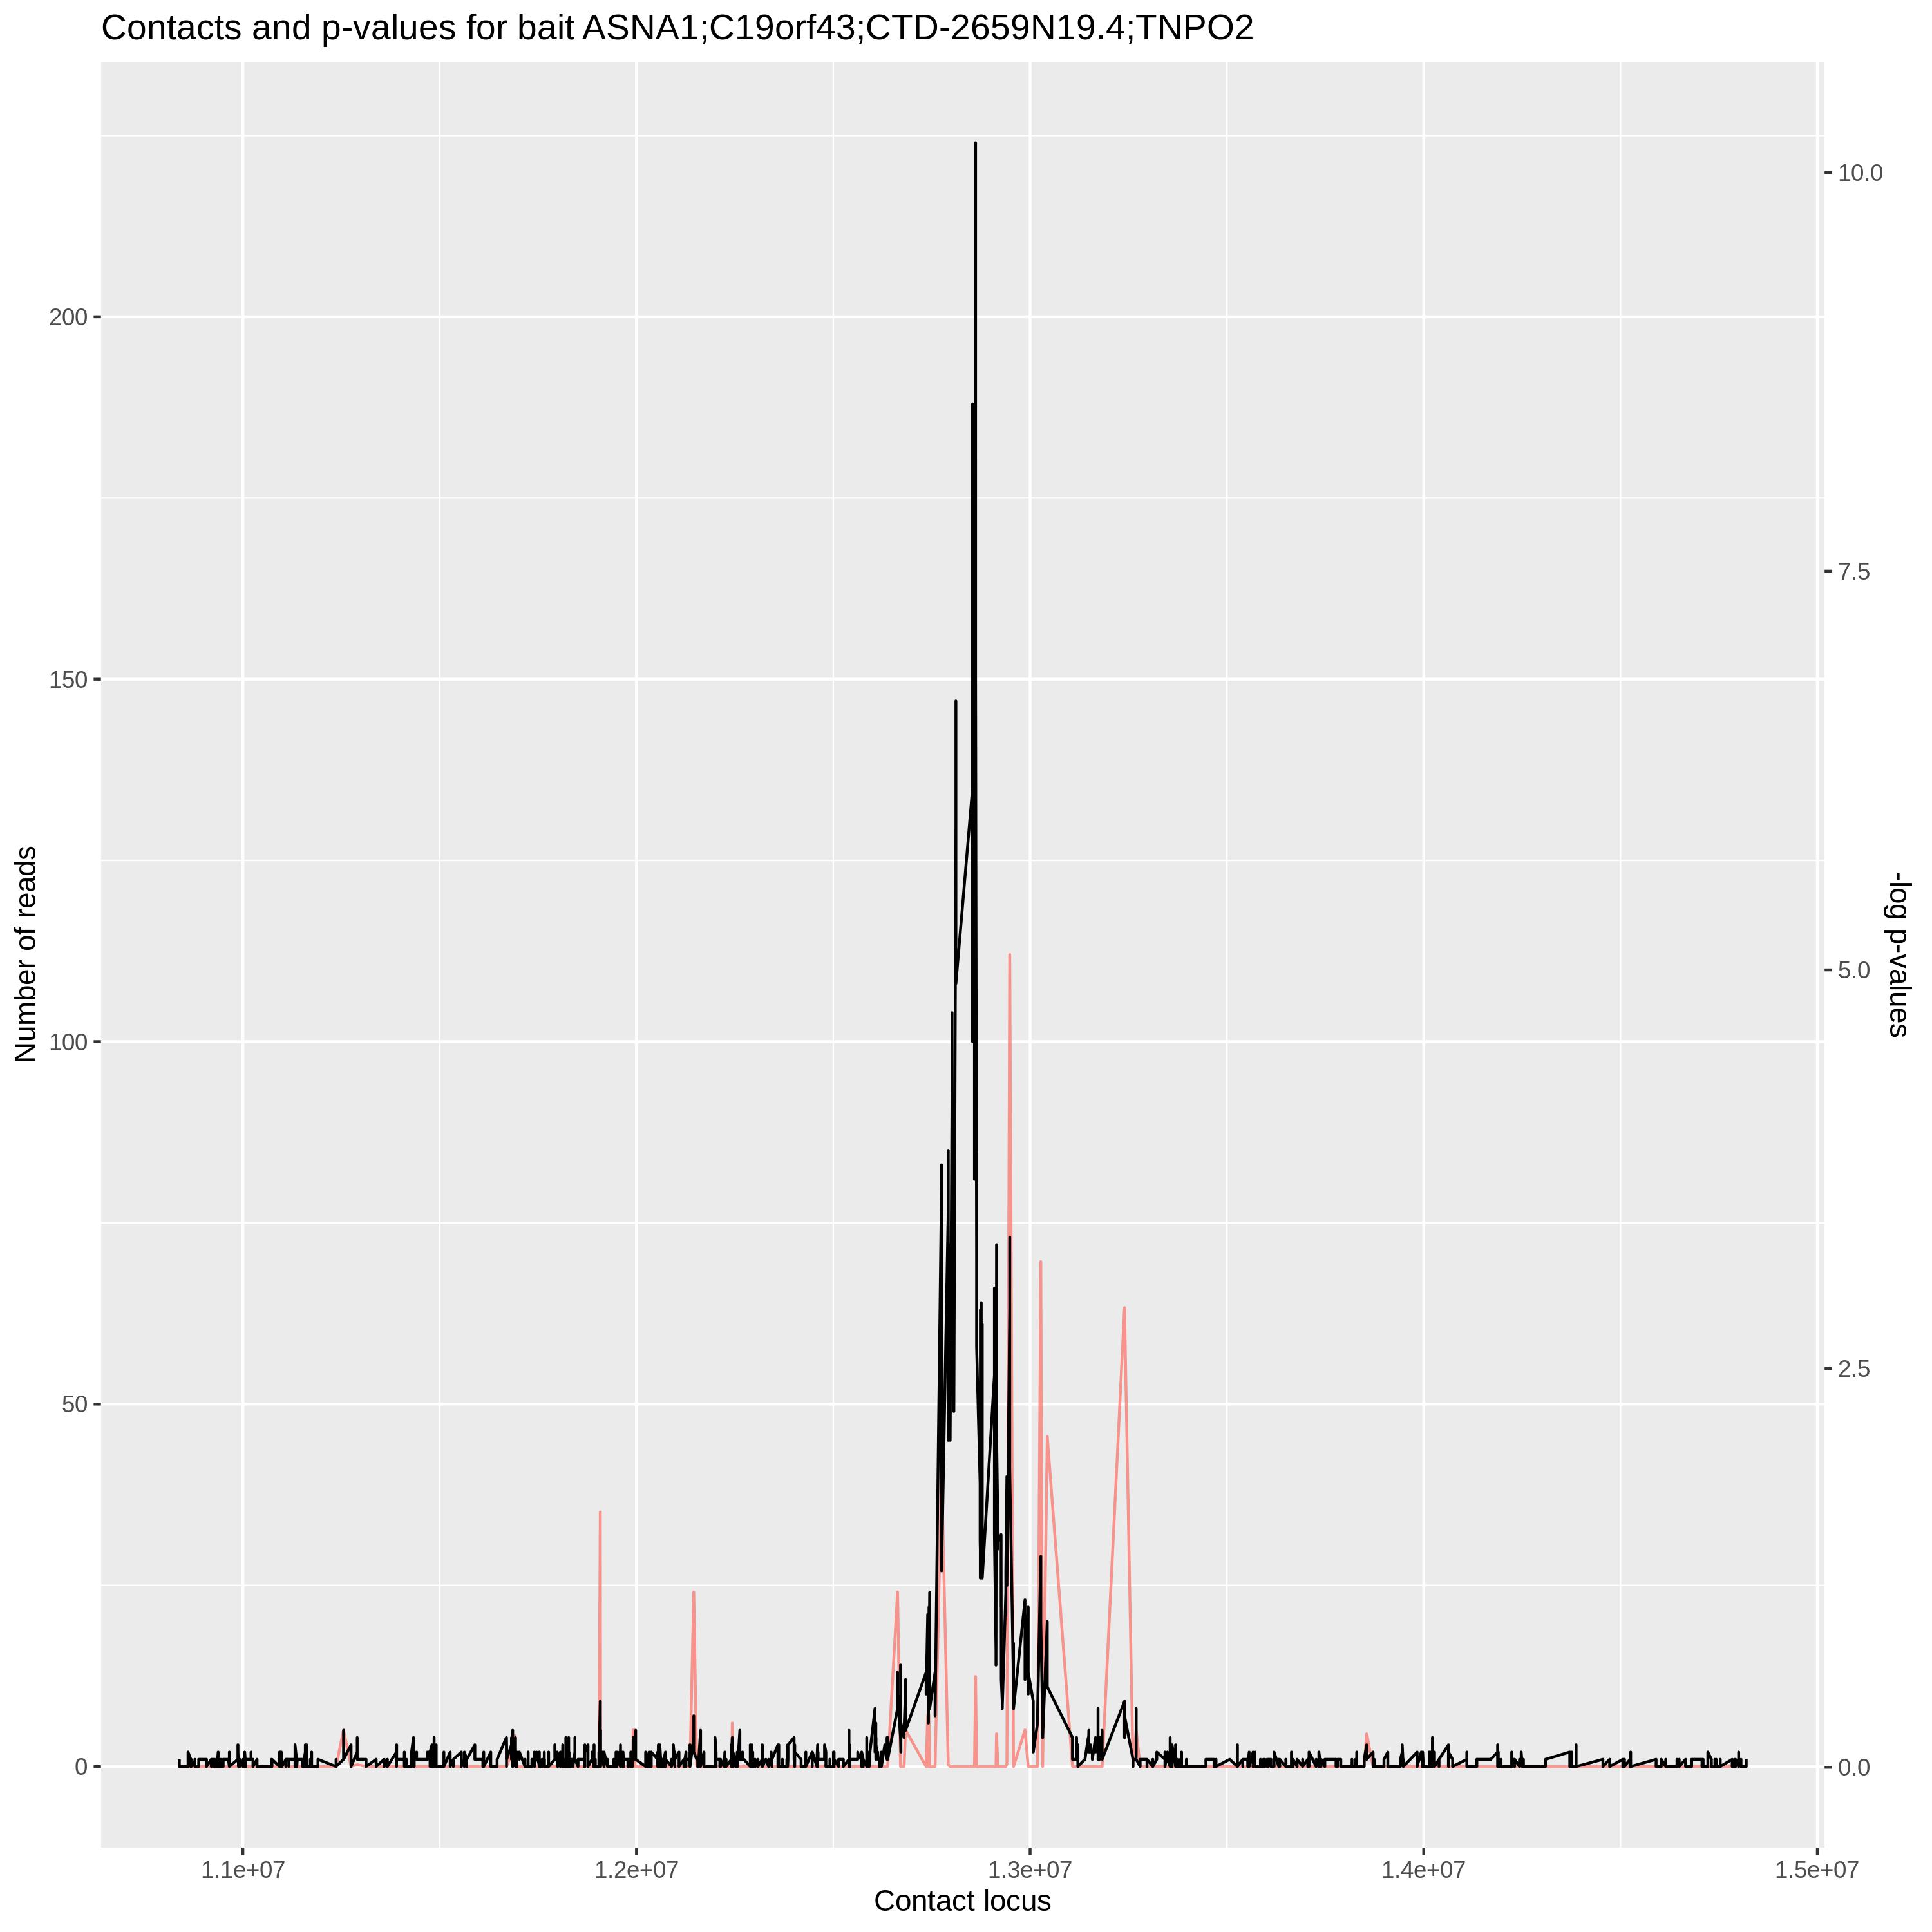 Contacts and p-values for bait ASNA1;C19orf43;CTD-2659N19.4;TNPO2
200
150
100
50
0
Number of reads
10.0
7.5
5.0
2.5
0.0
-log p-values
1.1e+07
1.2e+07
1.3e+07
1.4e+07
1.5e+07
Contact locus